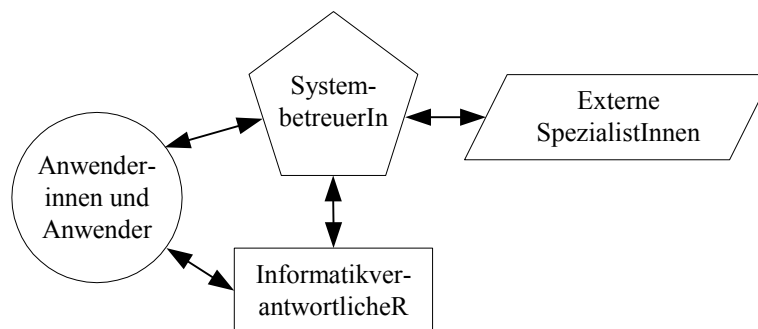 System-
betreuerIn
Externe
SpezialistInnen
Anwender-
innen und
Anwender
Informatikver-
antwortlicheR